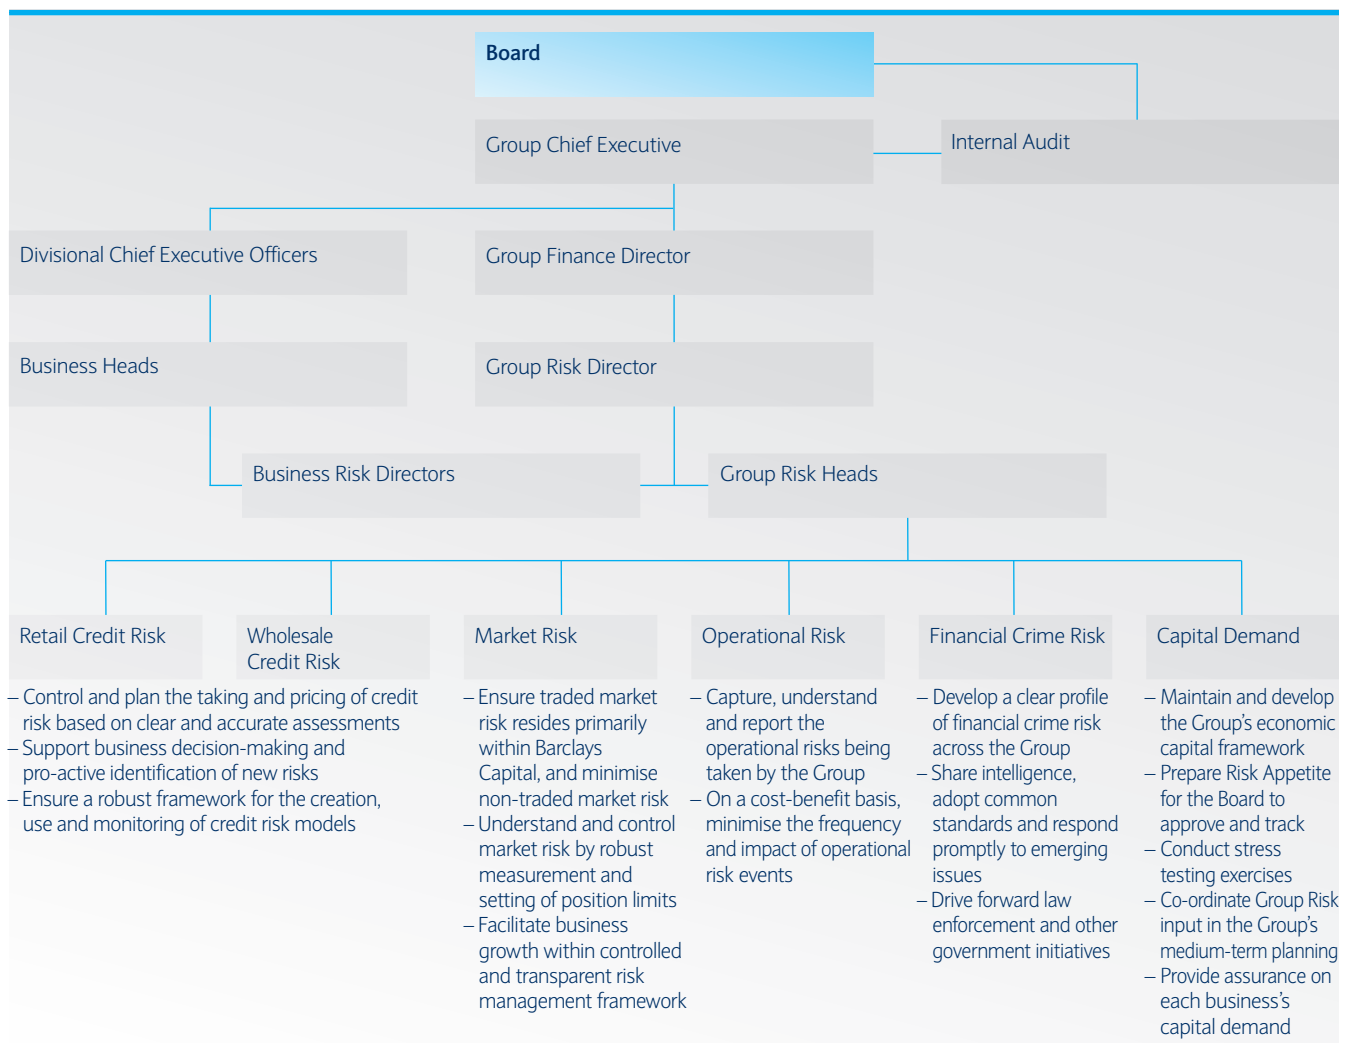 Board
Group Chief Executive
Internal Audit
Divisional Chief Executive Officers
Group Finance Director
Business Heads
Group Risk Director
Business Risk Directors
Group Risk Heads
Retail Credit Risk
Wholesale
Credit Risk
– Control and plan the taking and pricing of credit
risk based on clear and accurate assessments
– Support business decision-making and
pro-active identification of new risks
– Ensure a robust framework for the creation,
use and monitoring of credit risk models
Market Risk
– Ensure traded market
risk resides primarily
within Barclays
Capital, and minimise
non-traded market risk
– Understand and control
market risk by robust
measurement and
setting of position limits
– Facilitate business
growth within controlled
and transparent risk
management framework
Operational Risk
– Capture, understand
and report the
operational risks being
taken by the Group
– On a cost-benefit basis,
minimise the frequency
and impact of operational
risk events
Financial Crime Risk
– Develop a clear profile
of financial crime risk
across the Group
– Share intelligence,
adopt common
standards and respond
promptly to emerging
issues
– Drive forward law
enforcement and other
government initiatives
Capital Demand
– Maintain and develop
the Group’s economic
capital framework
– Prepare Risk Appetite
for the Board to
approve and track
– Conduct stress
testing exercises
– Co-ordinate Group Risk
input in the Group’s
medium-term planning
– Provide assurance on
each business’s
capital demand